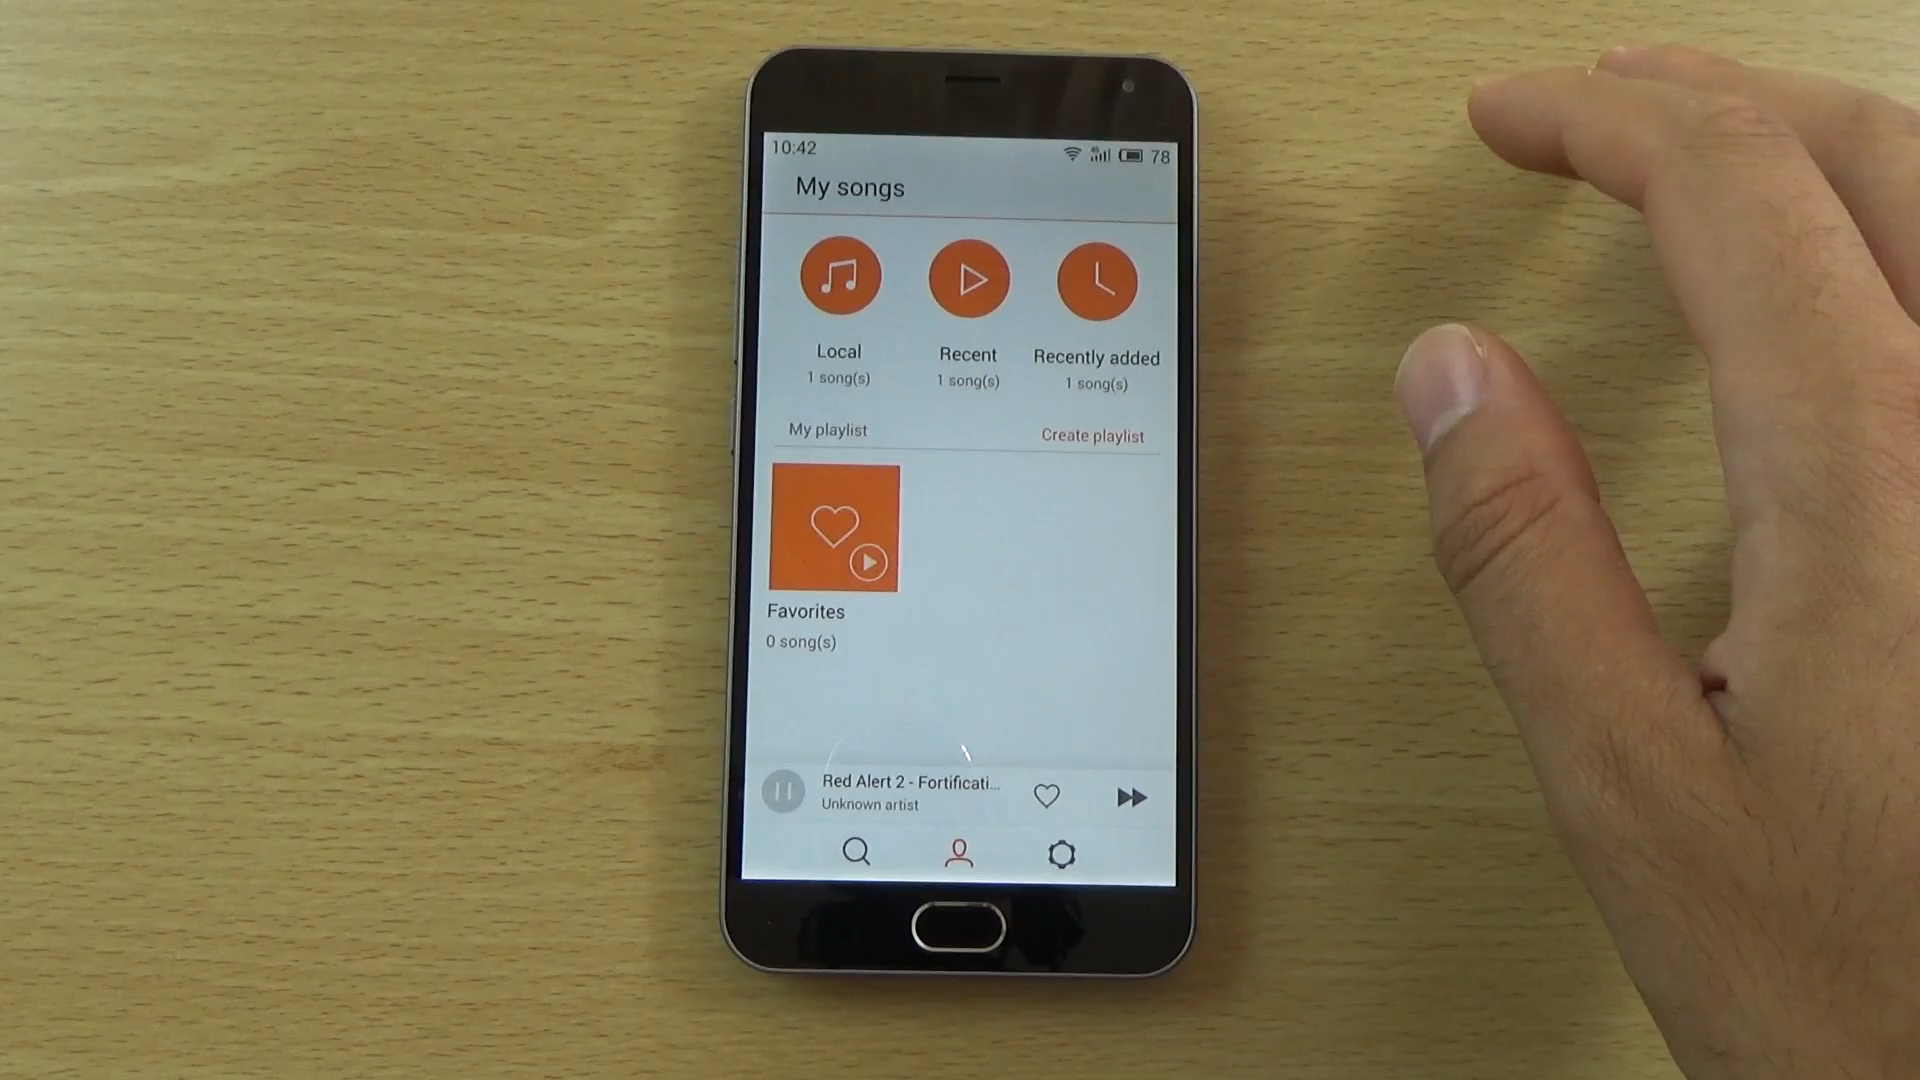 10:42
78
My songs
Local
Recent
Recently added
1 song(s)
1 song(s)
1 song(s)
My playlist
Create playlist
Favorites
0 song(s)
Red Alert 2 - Fortificati...
Unknown artist